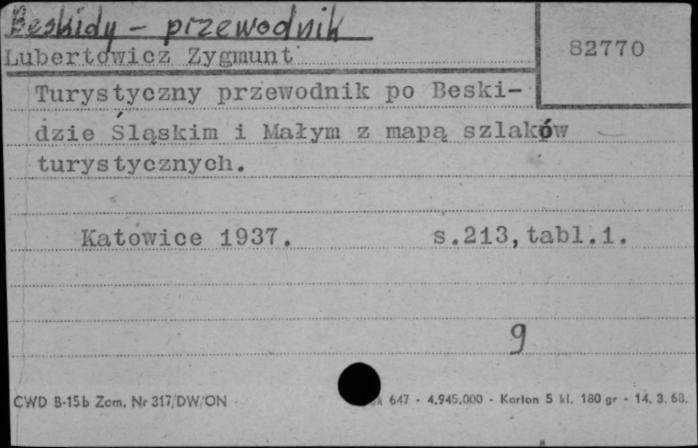 Beskidy - przewodnik
Lubertowicz Zygmunt
82770
Turystyczny przewodnik po Beski-
dzie Śląskim i Małym z mapą szlaków
turystycznych.
Katowice 1937. s.213,tabl.1.
9
CWD B-15b Zam. Nr 317/DW/ON 647 - 4.945.000 - Karton 5 kl. 180 gr - 14. 3. 68.